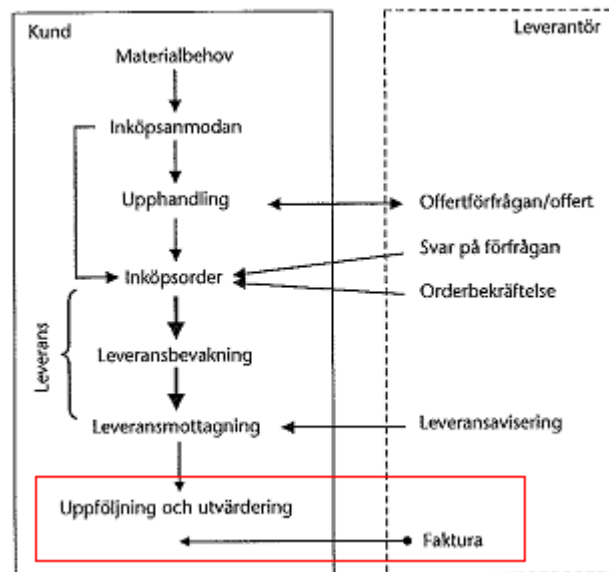 Kund
Leverantör
Materialbehov
Inköpsanmodan
Upphandling
Offertförfrågan/offert
Svar på förfrågan
Inköpsorder
Orderbekräftelse
Leverans
Leveransbevakning
Leveransmottagning
Leveransavisering
Uppföljning och utvärdering
Faktura